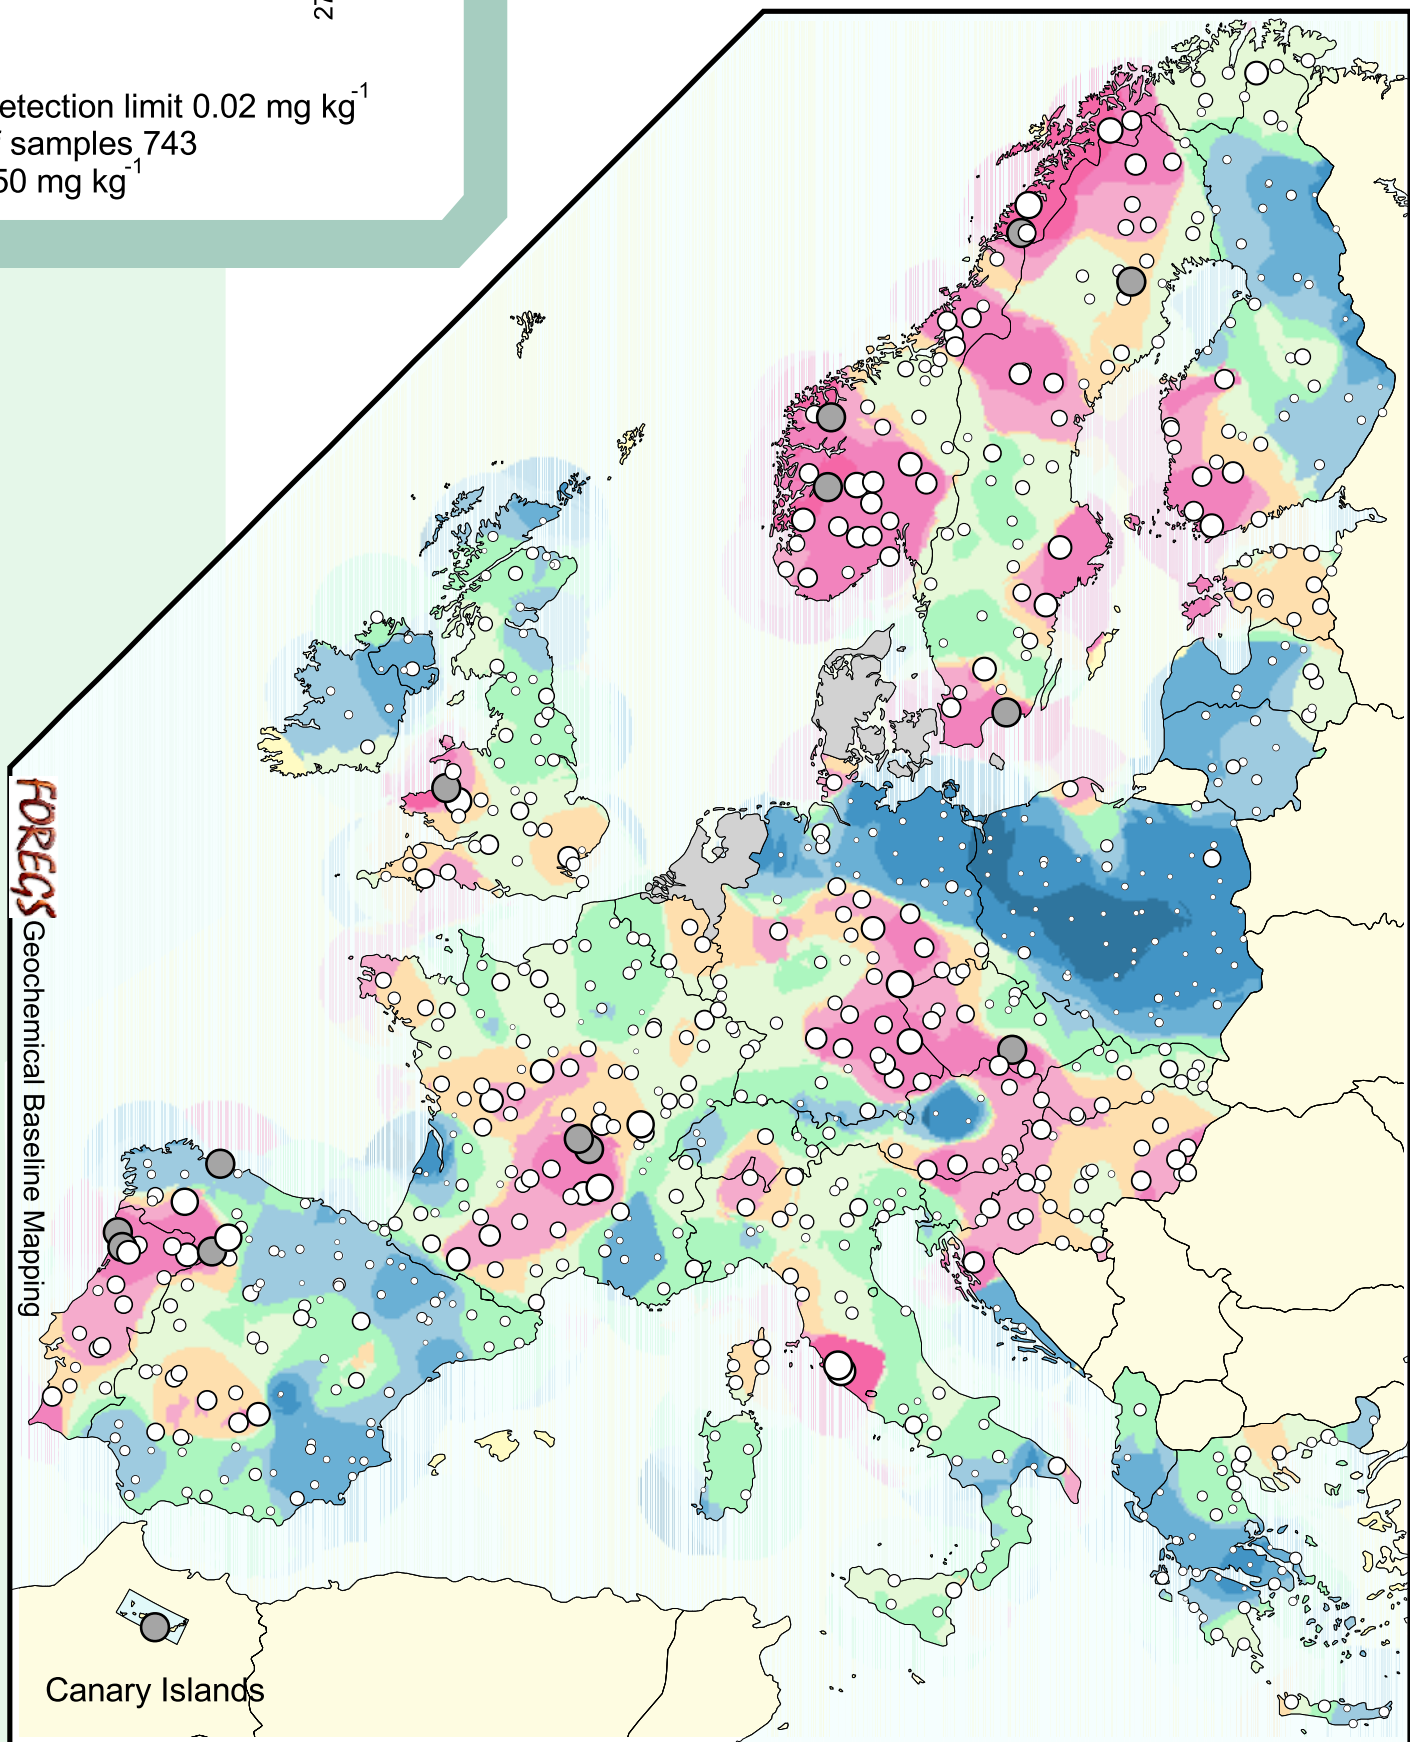 27
etection limit 0.02 mg kg-1
samples 743
50 mg kg-1
FOREGS Geochemical Baseline Mapping
Canary Islands